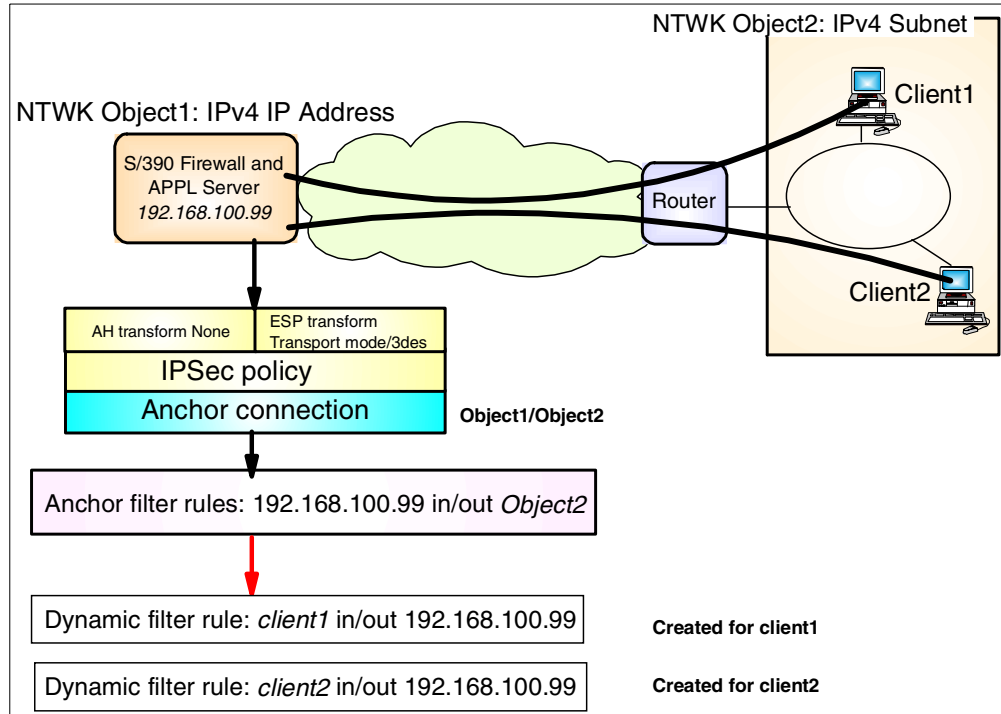 NTWK Object2: IPv4 Subnet
Client1
NTWK Object1: IPv4 IP Address
S/390 Firewall and
APPL Server
192.168.100.99
Router
Client2
AH transform None
ESP transform
Transport mode/3des
IPSec policy
Anchor connection
Object1/Object2
Anchor filter rules: 192.168.100.99 in/out Object2
Dynamic filter rule: client1 in/out 192.168.100.99
Created for client1
Dynamic filter rule: client2 in/out 192.168.100.99
Created for client2